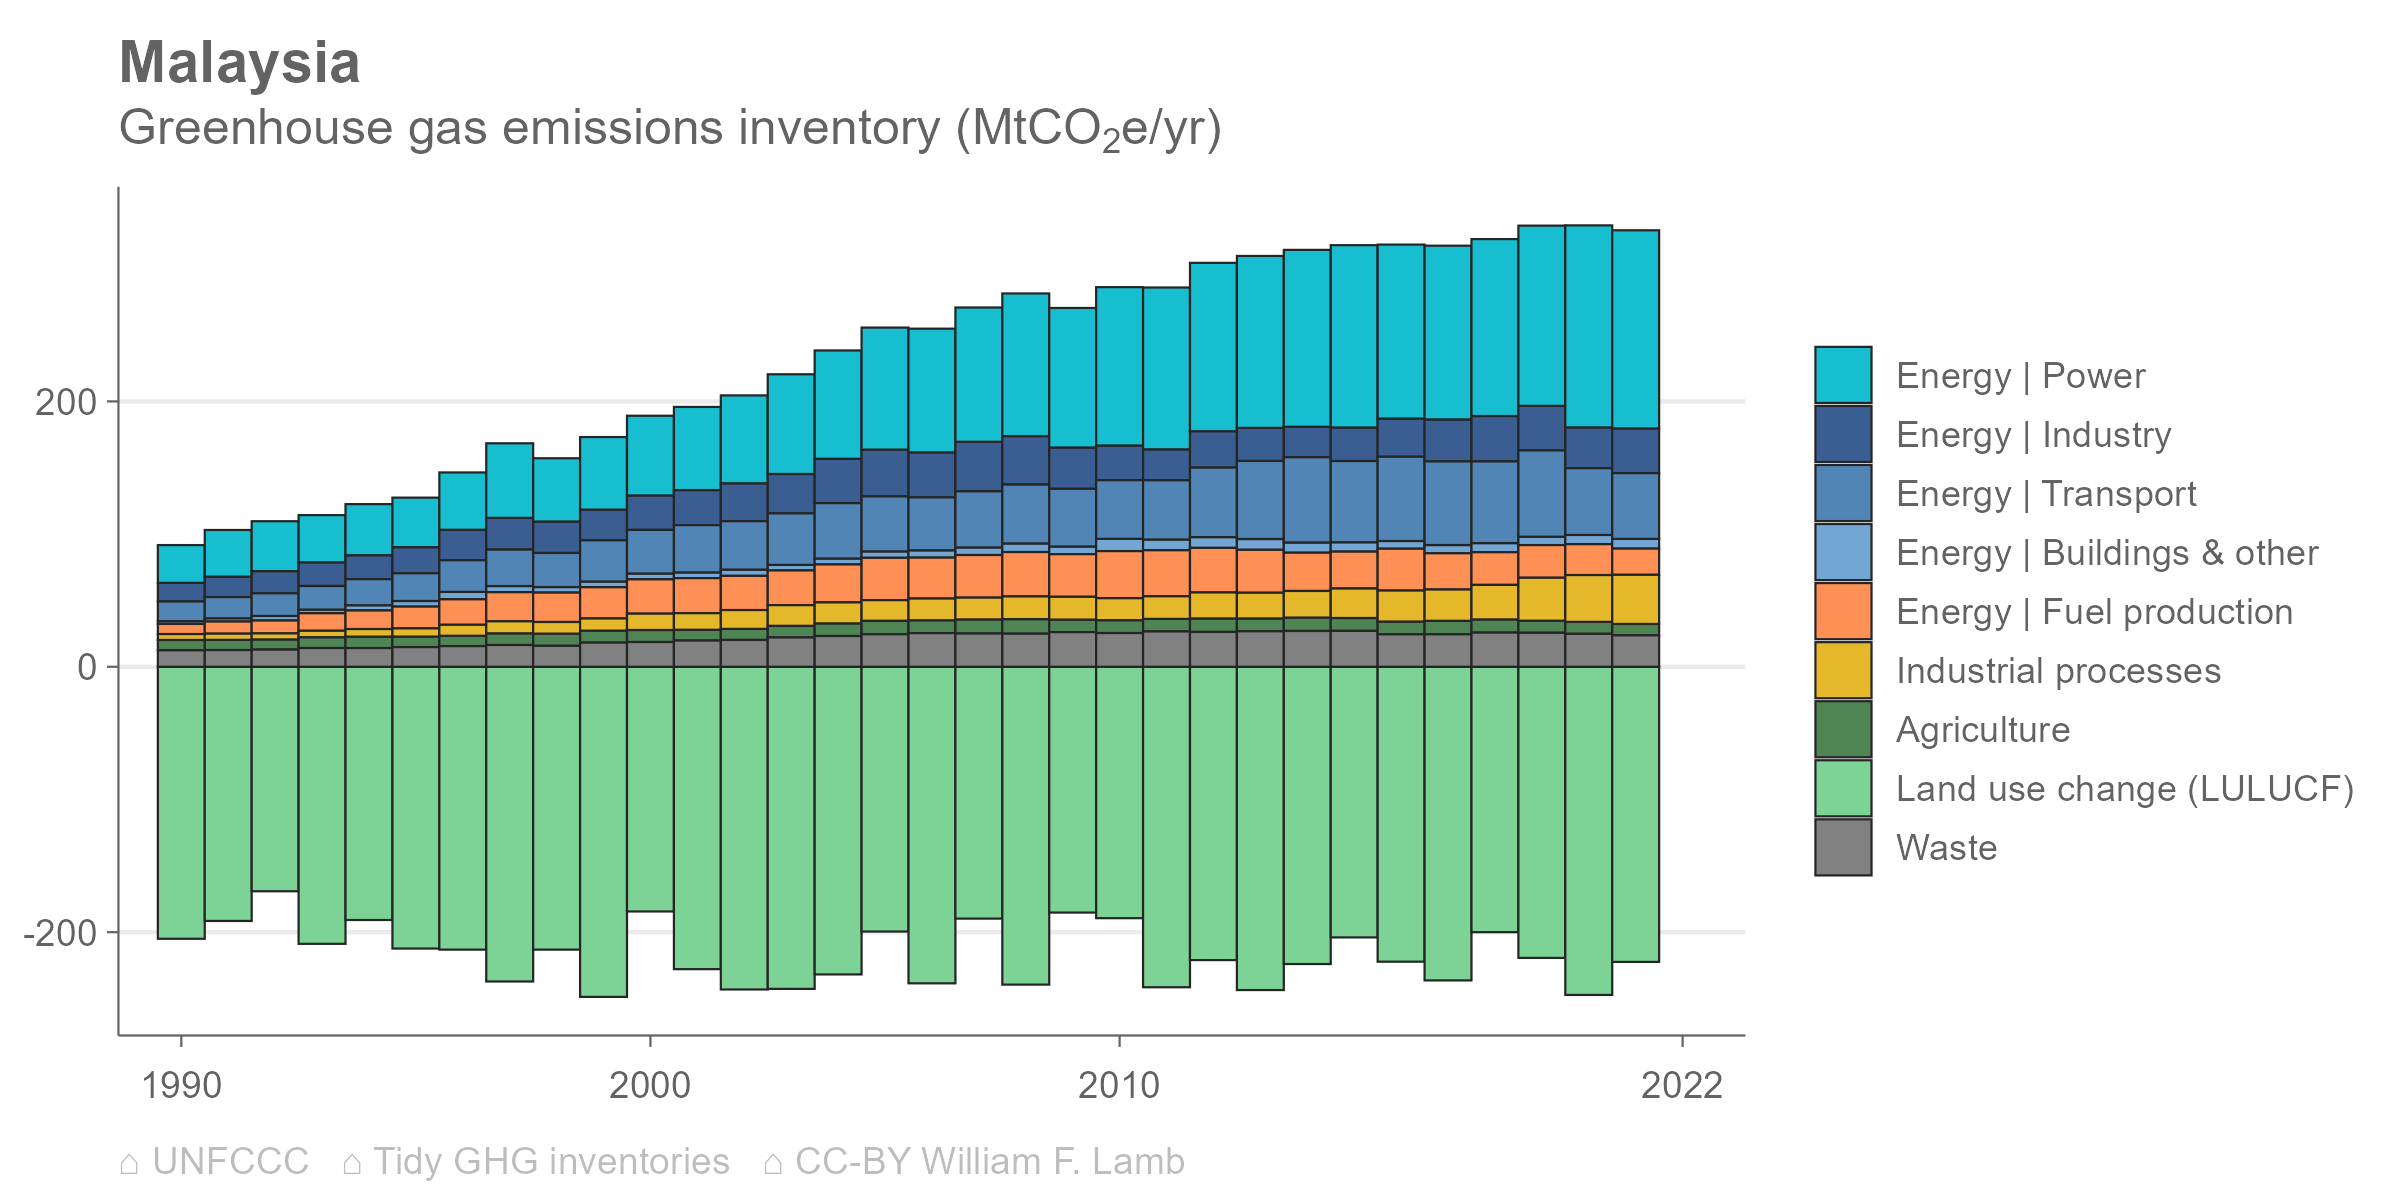 Malaysia
Greenhouse gas emissions inventory (MtCO₂e/yr)
200
0
-200
1990
2000
2010
2022
Energy | Power
Energy | Industry
Energy | Transport
Energy | Buildings & other
Energy | Fuel production
Industrial processes
Agriculture
Land use change (LULUCF)
Waste
⌂ UNFCCC ⌂ Tidy GHG inventories ⌂ CC-BY William F. Lamb